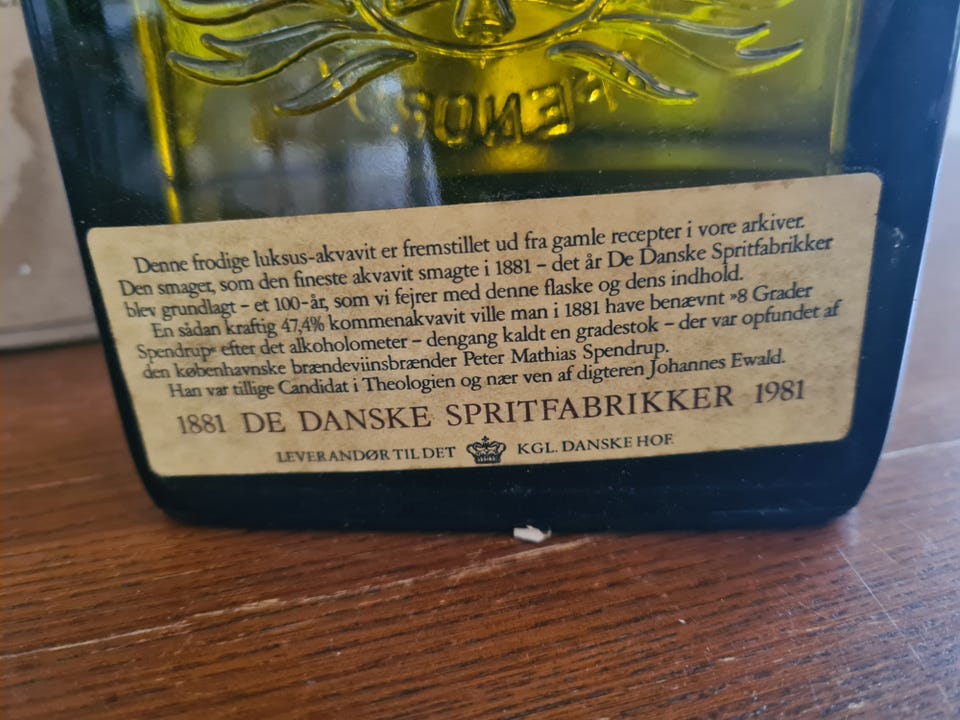 Denne frodige luksus-akvavit er fremstillet ud fra gamle recepter i vore arkiver.
Den smager, som den fineste akvavit smagte i 1881 – det år De Danske Spritfabrikker
blev grundlagt – et 100-år, som vi fejrer med denne flaske og dens indhold.
En sådan kraftig 47,4% kommenakvavit ville man i 1881 have benævnt »8 Grader
Spendrup« efter det alkoholometer – dengang kaldt en gradestok – der var opfundet af
den københavnske brændeviinsbrænder Peter Mathias Spendrup.
Han var tillige Candidat i Theologien og nær ven af digteren Johannes Ewald.
1881 DE DANSKE SPRITFABRIKKER 1981
LEVERANDØR TIL DET KGL. DANSKE HOF.